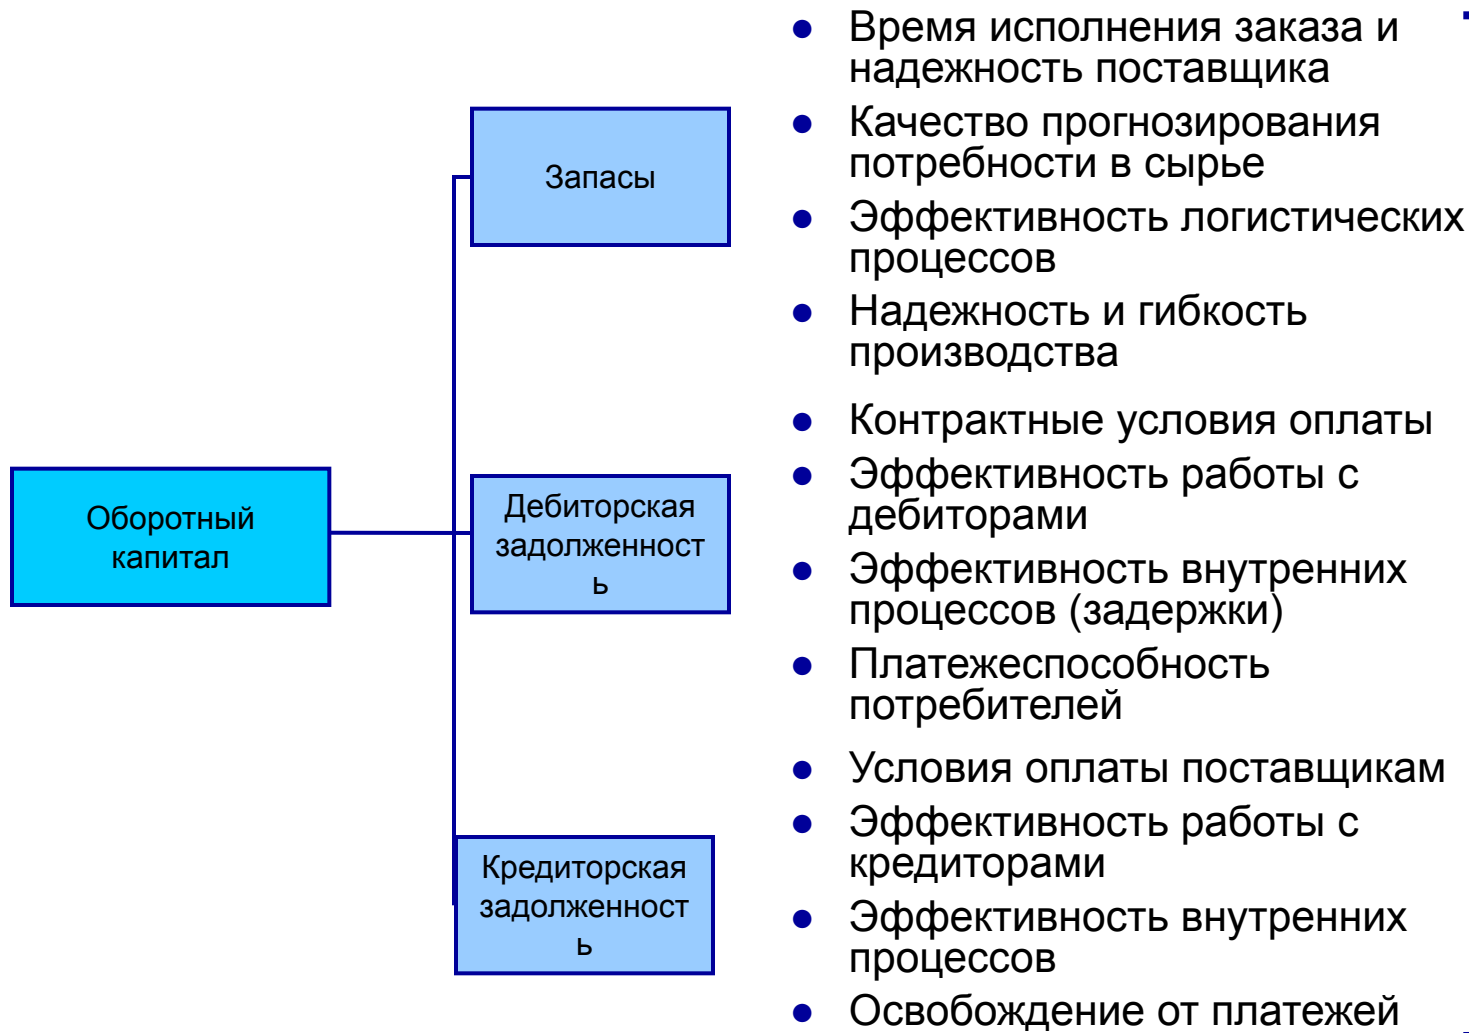 Оборотный
капитал
Запасы
Время исполнения заказа и
надежность поставщика
Качество прогнозирования
потребности в сырье
Эффективность логистических
процессов
Надежность и гибкость
производства
Дебиторская
задолженност
ь
Контрактные условия оплаты
Эффективность работы с
дебиторами
Эффективность внутренних
процессов (задержки)
Платежеспособность
потребителей
Кредиторская
задолженност
ь
Условия оплаты поставщикам
Эффективность работы с
кредиторами
Эффективность внутренних
процессов
Освобождение от платежей